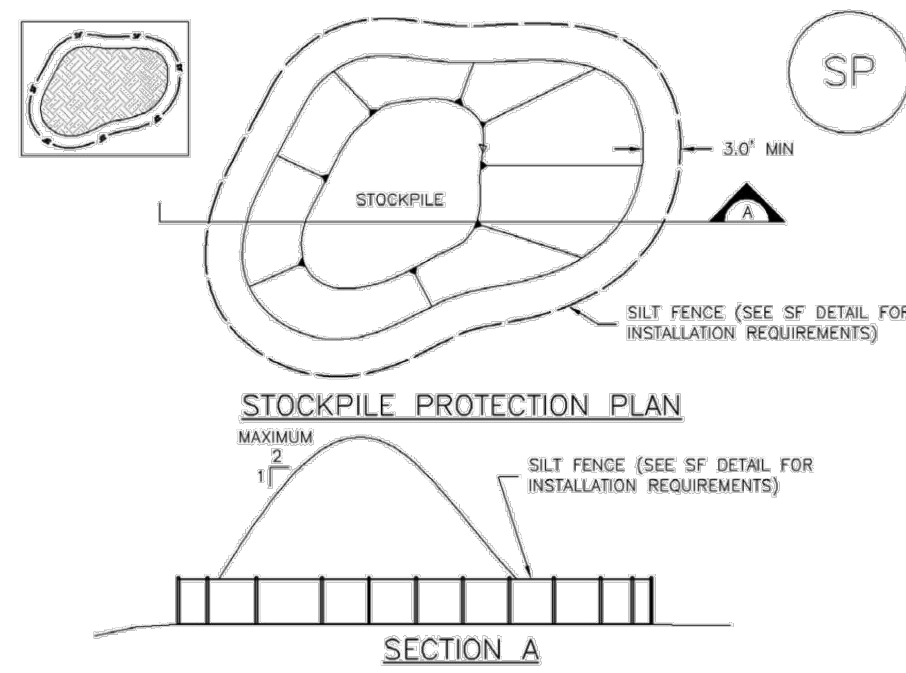 SP
3.0' MIN
STOCKPILE
A
SILT FENCE (SEE SF DETAIL FOR
INSTALLATION REQUIREMENTS)
STOCKPILE PROTECTION PLAN
MAXIMUM
2
1
SILT FENCE (SEE SF DETAIL FOR
INSTALLATION REQUIREMENTS)
SECTION A